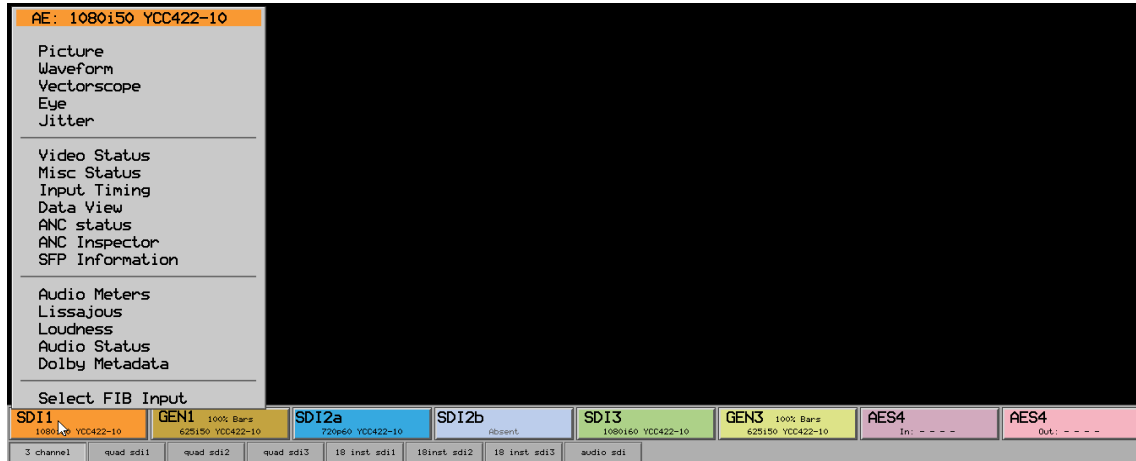 AE: 1080i50 YCC422-10
Picture
Waveform
Vectorscope
Eye
Jitter
Video Status
Misc Status
Input Timing
Data View
ANC status
ANC Inspector
SFP Information
Audio Meters
Lissajous
Loudness
Audio Status
Dolby Metadata
Select FIB Input
SDI1
YCC422-10
GEN1 100% Bars
625i50 YCC422-10
SDI2a
720p60 YCC422-10
SDI2b
Absent
SDI3
1080i60 YCC422-10
GEN3 100% Bars
625i50 YCC422-10
AES4
In: - - - -
AES4
Out: - - - -
3 channel
quad sdi1
quad sdi2
quad sdi3
18 inst sdi1
18inst sdi2
18 inst sdi3
audio sdi